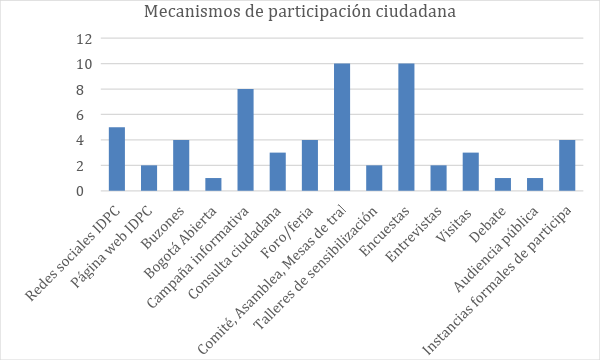 Mecanismos de participación ciudadana
12
10
8
6
4
2
0
Redes sociales IDPC
Página web IDPC
Buzones
Bogotá Abierta
Campaña informativa
Consulta ciudadana
Foro/feria
Comité, Asamblea, Mesas de tra
Talleres de sensibilización
Encuestas
Entrevistas
Visitas
Debate
Audiencia pública
Instancias formales de participa